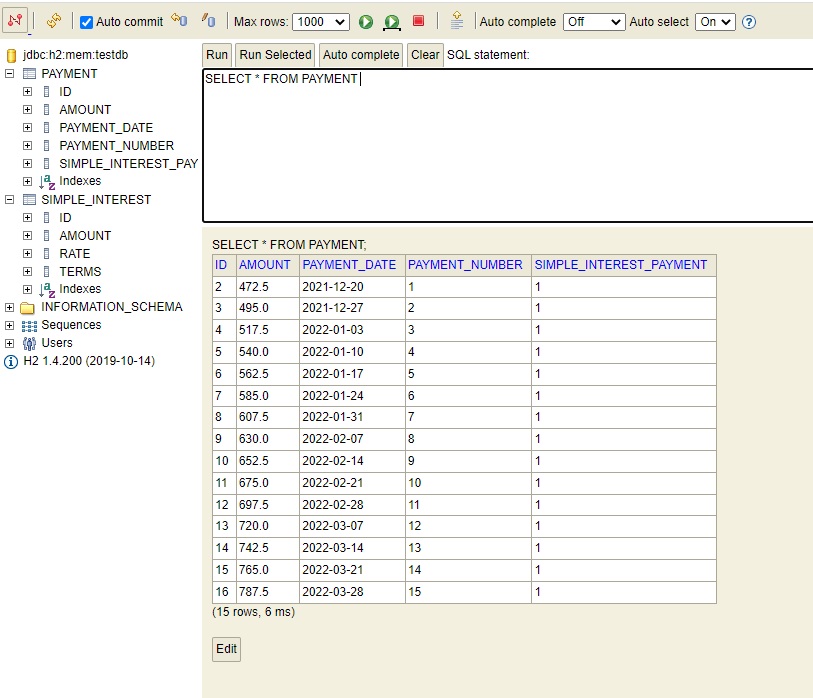 Auto commit Max rows: 1000 Auto complete Off Auto select On
jdbc:h2:mem:testdb
PAYMENT
ID
AMOUNT
PAYMENT_DATE
PAYMENT_NUMBER
SIMPLE_INTEREST_PAY
Indexes
SIMPLE_INTEREST
ID
AMOUNT
RATE
TERMS
Indexes
INFORMATION_SCHEMA
Sequences
Users
H2 1.4.200 (2019-10-14)
Run Run Selected Auto complete Clear SQL statement:
SELECT * FROM PAYMENT
SELECT * FROM PAYMENT;
ID AMOUNT PAYMENT_DATE PAYMENT_NUMBER SIMPLE_INTEREST_PAYMENT
2 472.5 2021-12-20 1 1
3 495.0 2021-12-27 2 1
4 517.5 2022-01-03 3 1
5 540.0 2022-01-10 4 1
6 562.5 2022-01-17 5 1
7 585.0 2022-01-24 6 1
8 607.5 2022-01-31 7 1
9 630.0 2022-02-07 8 1
10 652.5 2022-02-14 9 1
11 675.0 2022-02-21 10 1
12 697.5 2022-02-28 11 1
13 720.0 2022-03-07 12 1
14 742.5 2022-03-14 13 1
15 765.0 2022-03-21 14 1
16 787.5 2022-03-28 15 1
(15 rows, 6 ms)
Edit